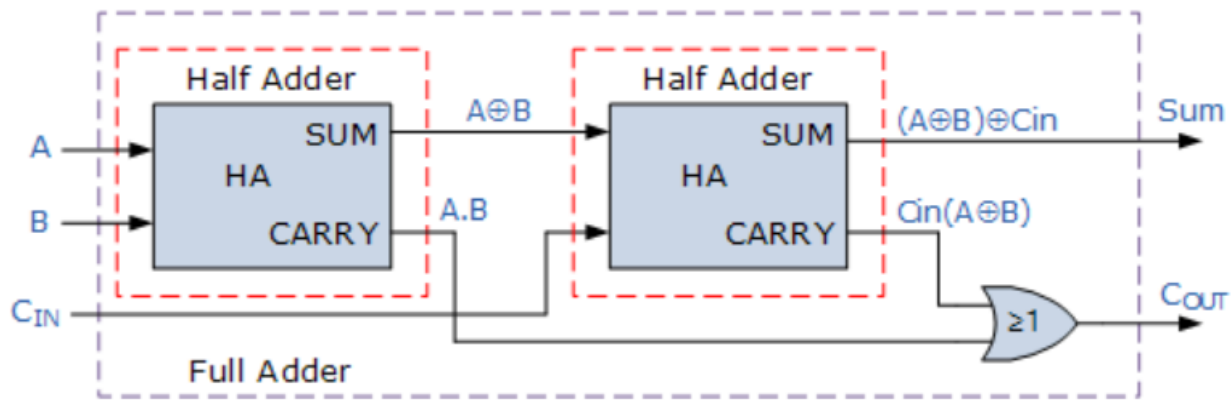 Half Adder
Half Adder
A
B
C_IN
SUM
HA
CARRY
A⊕B
A.B
SUM
HA
CARRY
(A⊕B)⊕Cin
Cin(A⊕B)
Sum
≥1
C_OUT
Full Adder